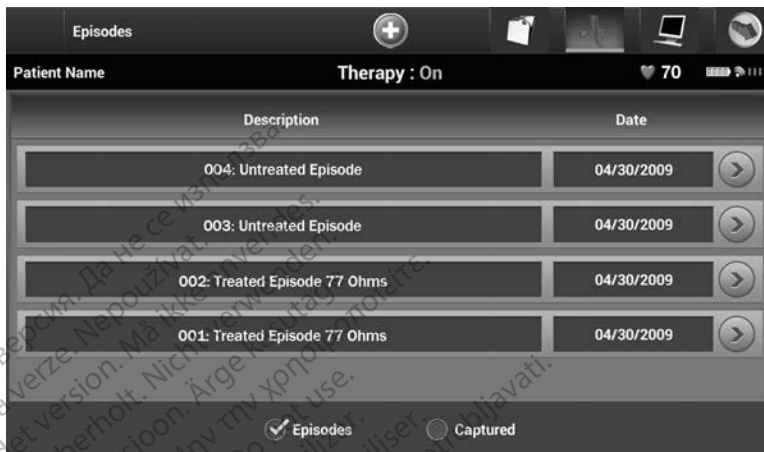 Episodes
Patient Name Therapy : On 70
Description Date
004: Untreated Episode 04/30/2009
003: Untreated Episode 04/30/2009
002: Treated Episode 77 Ohms 04/30/2009
001: Treated Episode 77 Ohms 04/30/2009
Episodes Captured